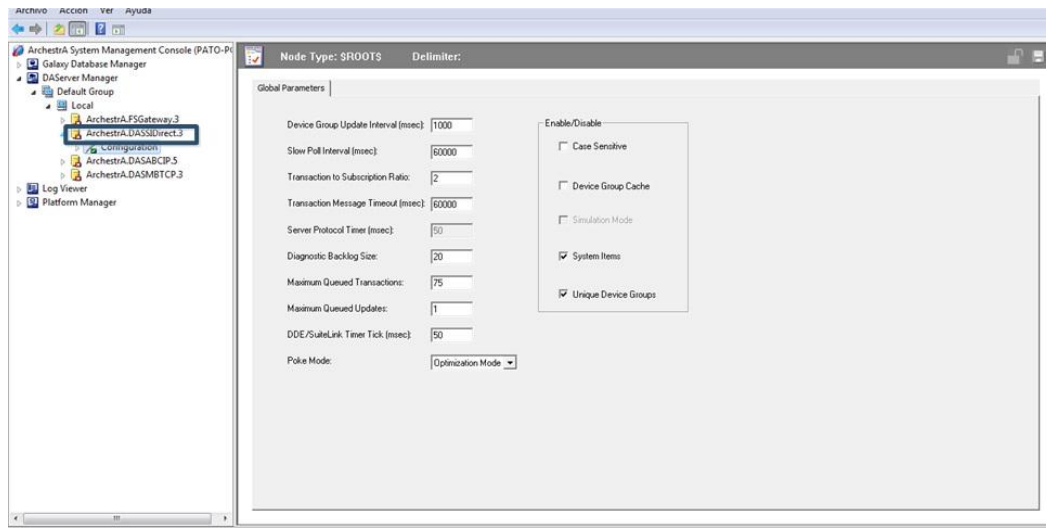 Archivo Acción Ver Ayuda
ArchestrA System Management Console (PATO-P
Galaxy Database Manager
DAServer Manager
Default Group
Local
ArchestrA.FSGateway.3
ArchestrA.DASSIDirect.3
Configuration
ArchestrA.DASABCIP.5
ArchestrA.DASMBTCP.3
Log Viewer
Platform Manager
Node Type: $ROOT$ Delimiter:
Global Parameters
Device Group Update Interval (msec): 1000
Slow Poll Interval (msec): 60000
Transaction to Subscription Ratio: 2
Transaction Message Timeout (msec): 60000
Server Protocol Timer (msec): 50
Diagnostic Backlog Size: 20
Maximum Queued Transactions: 75
Maximum Queued Updates: 1
DDE/SuiteLink Timer Tick (msec): 50
Poke Mode: Optimization Mode
Enable/Disable
Case Sensitive
Device Group Cache
Simulation Mode
System Items
Unique Device Groups